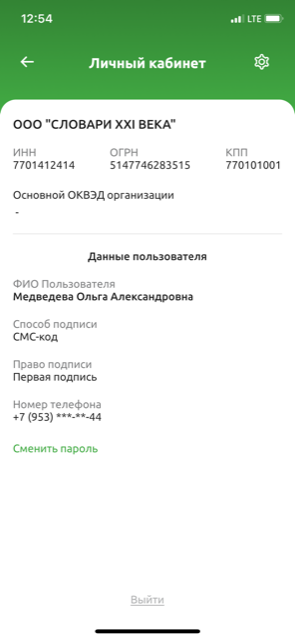 12:54
LTE
Личный кабинет
ООО "СЛОВАРИ XXI ВЕКА"
ИНН ОГРН КПП
7701412414 5147746283515 770101001
Основной ОКВЭД организации
-
Данные пользователя
ФИО Пользователя
Медведева Ольга Александровна
Способ подписи
СМС-код
Право подписи
Первая подпись
Номер телефона
+7 (953) ***-**-44
Сменить пароль
Выйти